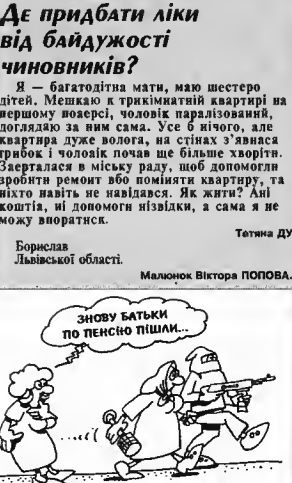 Де придбати ліки
від байдужості
чиновників?
Я — багатодітна мати, маю шестеро
дітей. Мешкаю в трикімнатній квартирі на
першому поверсі, чоловік паралізований,
доглядаю за ним сама. Усе б нічого, але
квартира дуже волога, на стінах з'явився
грибок і чоловік почав ще більше хворіти.
Зверталася в міську раду, щоб допомогли
зробити ремонт або поміняти квартиру, та
ніхто навіть не навідався. Як жити? Ані
коштів, ні допомоги нізвідки, а сама я не
можу впоратися.
Тетяна ДУ
Борислав
Львівської області.
Малюнок Віктора ПОПОВА.
ЗНОВУ БАТЬКИ
ПО ПЕНСІЮ ПІШЛИ...